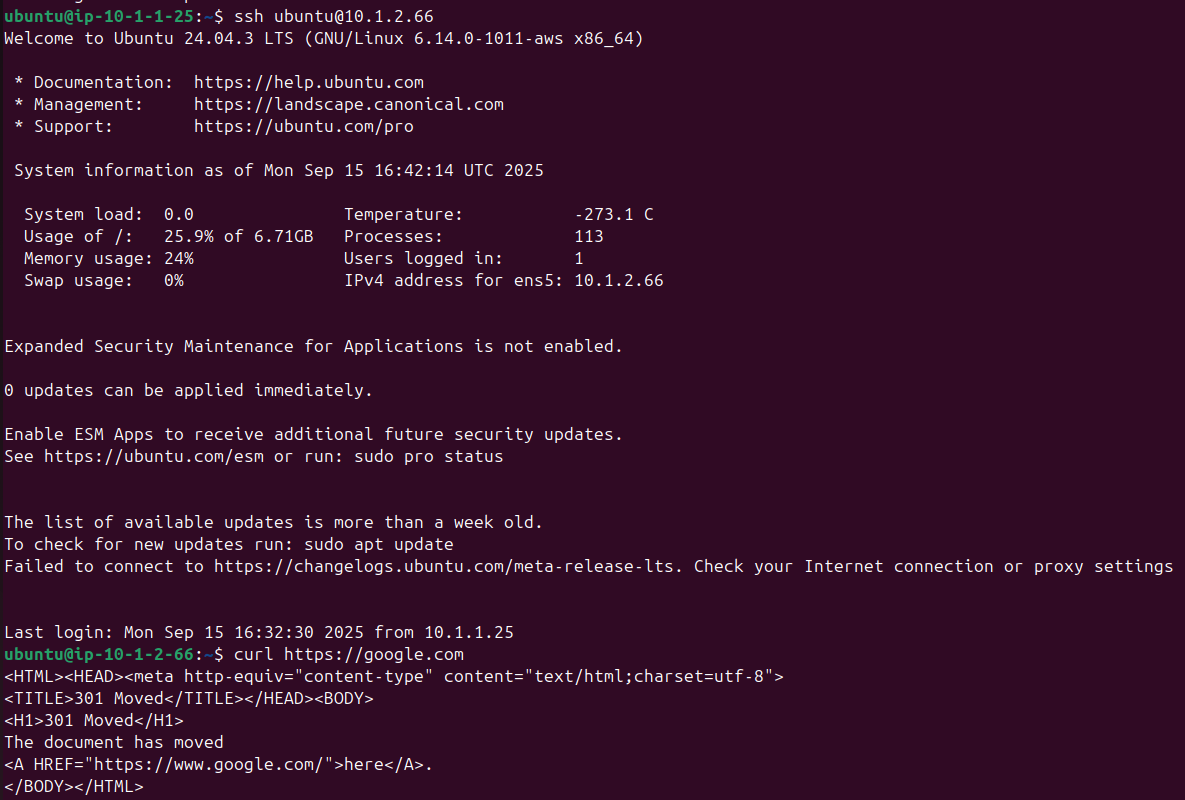 ubuntu@ip-10-1-1-25:~$ ssh ubuntu@10.1.2.66
Welcome to Ubuntu 24.04.3 LTS (GNU/Linux 6.14.0-1011-aws x86_64)
* Documentation: https://help.ubuntu.com
* Management: https://landscape.canonical.com
* Support: https://ubuntu.com/pro
System information as of Mon Sep 15 16:42:14 UTC 2025
System load: 0.0 Temperature: -273.1 C
Usage of /: 25.9% of 6.71GB Processes: 113
Memory usage: 24% Users logged in: 1
Swap usage: 0% IPv4 address for ens5: 10.1.2.66
Expanded Security Maintenance for Applications is not enabled.
0 updates can be applied immediately.
Enable ESM Apps to receive additional future security updates.
See https://ubuntu.com/esm or run: sudo pro status
The list of available updates is more than a week old.
To check for new updates run: sudo apt update
Failed to connect to https://changelogs.ubuntu.com/meta-release-lts. Check your Internet connection or proxy settings
Last login: Mon Sep 15 16:32:30 2025 from 10.1.1.25
ubuntu@ip-10-1-2-66:~$ curl https://google.com
<HTML><HEAD><meta http-equiv="content-type" content="text/html;charset=utf-8">
<TITLE>301 Moved</TITLE></HEAD><BODY>
<H1>301 Moved</H1>
The document has moved
<A HREF="https://www.google.com/">here</A>.
</BODY></HTML>